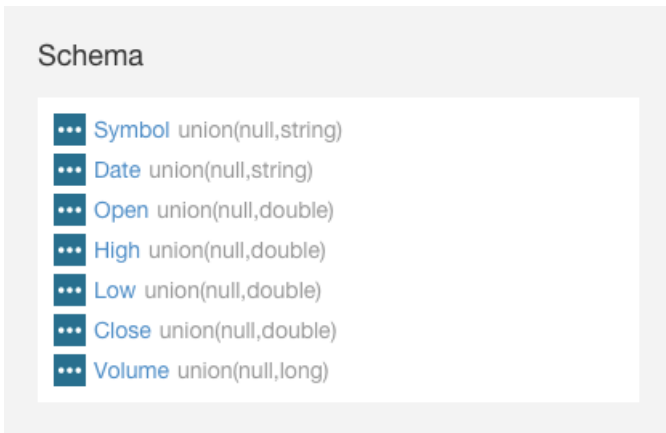 Schema
Symbol union(null,string)
Date union(null,string)
Open union(null,double)
High union(null,double)
Low union(null,double)
Close union(null,double)
Volume union(null,long)